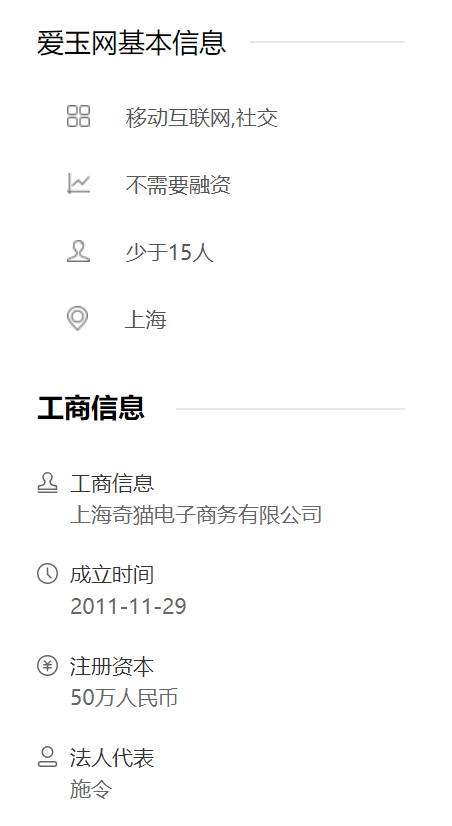 爱玉网基本信息
移动互联网,社交
不需要融资
少于15人
上海
工商信息
工商信息
上海奇猫电子商务有限公司
成立时间
2011-11-29
注册资本
50万人民币
法人代表
施令